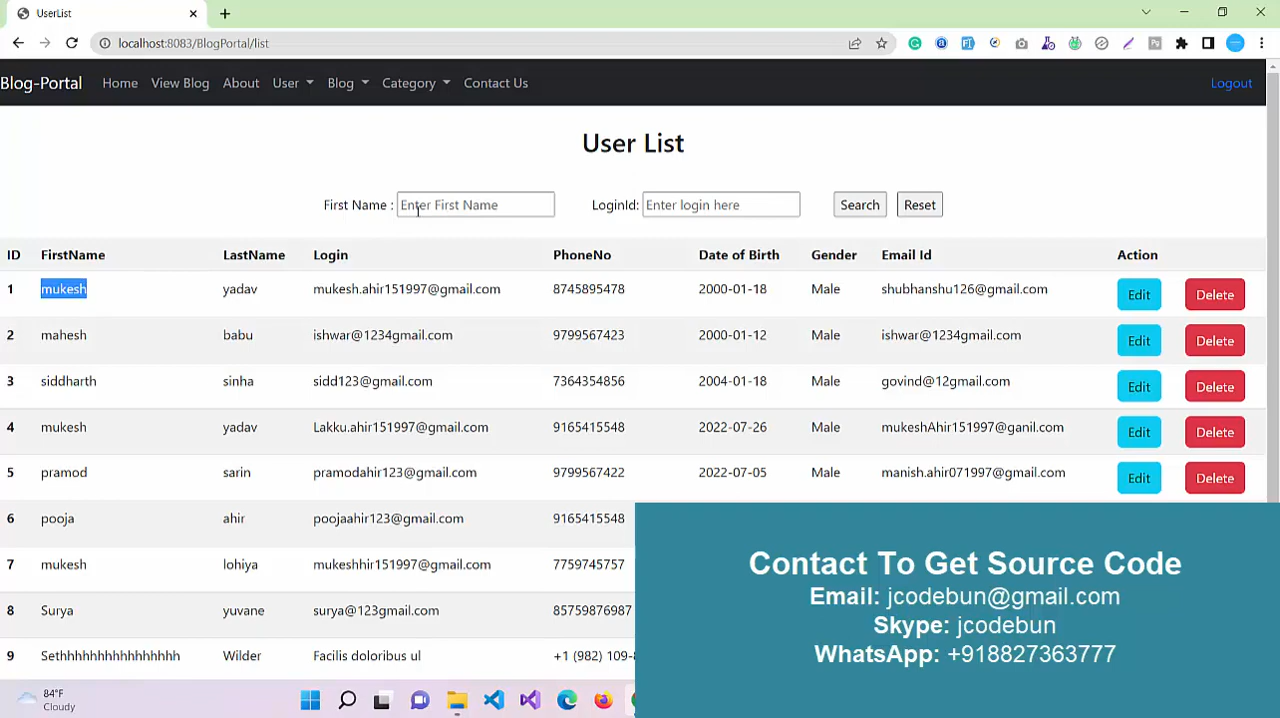 UserList
localhost:8083/BlogPortal/list
Blog-Portal Home View Blog About User Blog Category Contact Us Logout
User List
First Name : Enter First Name LoginId: Enter login here Search Reset
ID FirstName LastName Login PhoneNo Date of Birth Gender Email Id Action
1 mukesh yadav mukesh.ahir151997@gmail.com 8745895478 2000-01-18 Male shubhanshu126@gmail.com Edit Delete
2 mahesh babu ishwar@1234gmail.com 9799567423 2000-01-12 Male ishwar@1234gmail.com Edit Delete
3 siddharth sinha sidd123@gmail.com 7364354856 2004-01-18 Male govind@12gmail.com Edit Delete
4 mukesh yadav Lakku.ahir151997@gmail.com 9165415548 2022-07-26 Male mukeshAhir151997@ganil.com Edit Delete
5 pramod sarin pramodahir123@gmail.com 9799567422 2022-07-05 Male manish.ahir071997@gmail.com Edit Delete
6 pooja ahir poojaahir123@gmail.com 9165415548
7 mukesh lohiya mukeshhir151997@gmail.com 7759745757
8 Surya yuvane surya@123gmail.com 85759876987
9 Sethhhhhhhhhhhhhhhh Wilder Facilis doloribus ul +1 (982) 109-
Contact To Get Source Code
Email: jcodebun@gmail.com
Skype: jcodebun
WhatsApp: +918827363777
84°F
Cloudy